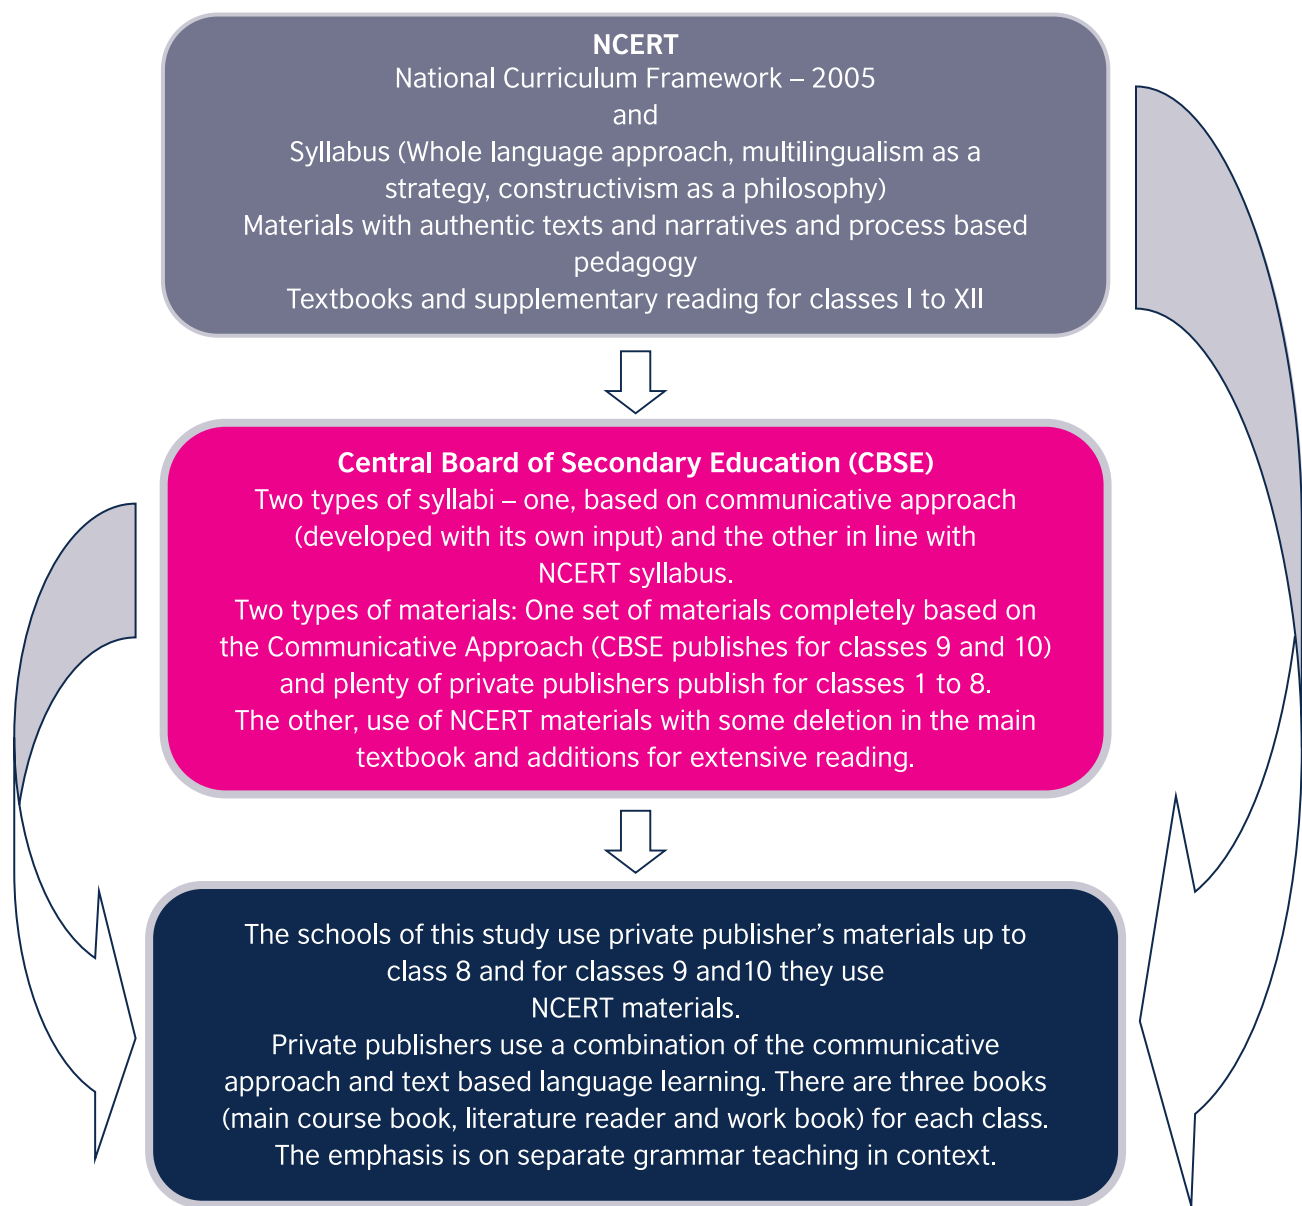 NCERT
National Curriculum Framework – 2005
and
Syllabus (Whole language approach, multilingualism as a
strategy, constructivism as a philosophy)
Materials with authentic texts and narratives and process based
pedagogy
Textbooks and supplementary reading for classes I to XII
Central Board of Secondary Education (CBSE)
Two types of syllabi – one, based on communicative approach
(developed with its own input) and the other in line with
NCERT syllabus.
Two types of materials: One set of materials completely based on
the Communicative Approach (CBSE publishes for classes 9 and 10)
and plenty of private publishers publish for classes 1 to 8.
The other, use of NCERT materials with some deletion in the main
textbook and additions for extensive reading.
The schools of this study use private publisher’s materials up to
class 8 and for classes 9 and10 they use
NCERT materials.
Private publishers use a combination of the communicative
approach and text based language learning. There are three books
(main course book, literature reader and work book) for each class.
The emphasis is on separate grammar teaching in context.